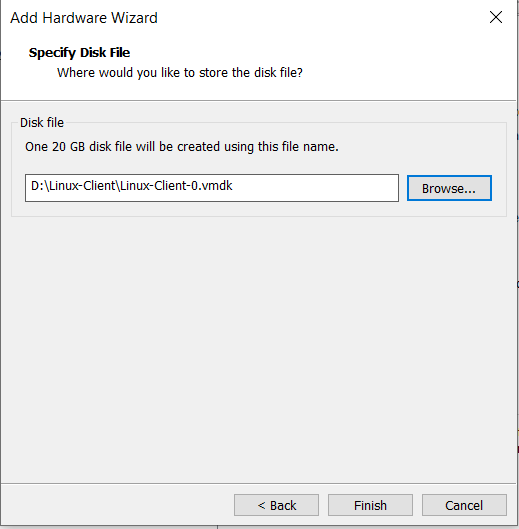 Add Hardware Wizard
Specify Disk File
Where would you like to store the disk file?
Disk file
One 20 GB disk file will be created using this file name.
D:\Linux-Client\Linux-Client-0.vmdk
Browse...
< Back
Finish
Cancel